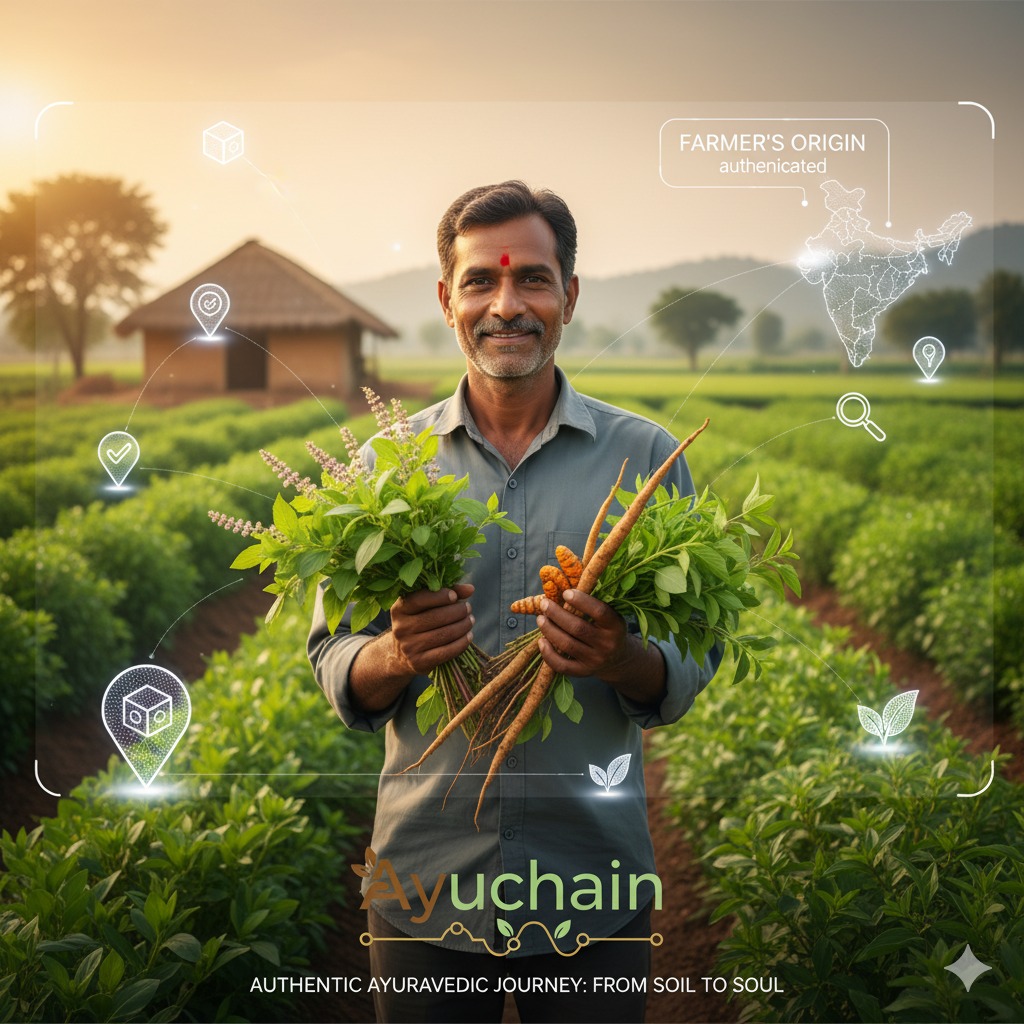 FARMER'S ORIGIN
authenicated
Ayuchain
AUTHENTIC AYURAVEDIC JOURNEY: FROM SOIL TO SOUL